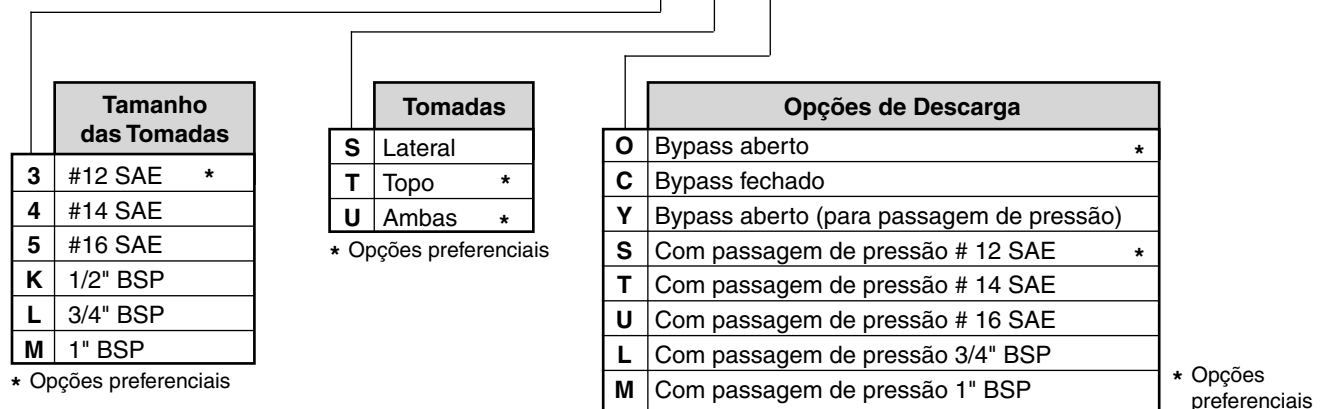 Tamanho
das Tomadas
3 #12 SAE *
4 #14 SAE
5 #16 SAE
K 1/2" BSP
L 3/4" BSP
M 1" BSP
* Opções preferenciais
Tomadas
S Lateral
T Topo *
U Ambas *
* Opções preferenciais
Opções de Descarga
O Bypass aberto *
C Bypass fechado
Y Bypass aberto (para passagem de pressão)
S Com passagem de pressão # 12 SAE *
T Com passagem de pressão # 14 SAE
U Com passagem de pressão # 16 SAE
L Com passagem de pressão 3/4" BSP
M Com passagem de pressão 1" BSP
* Opções
preferenciais